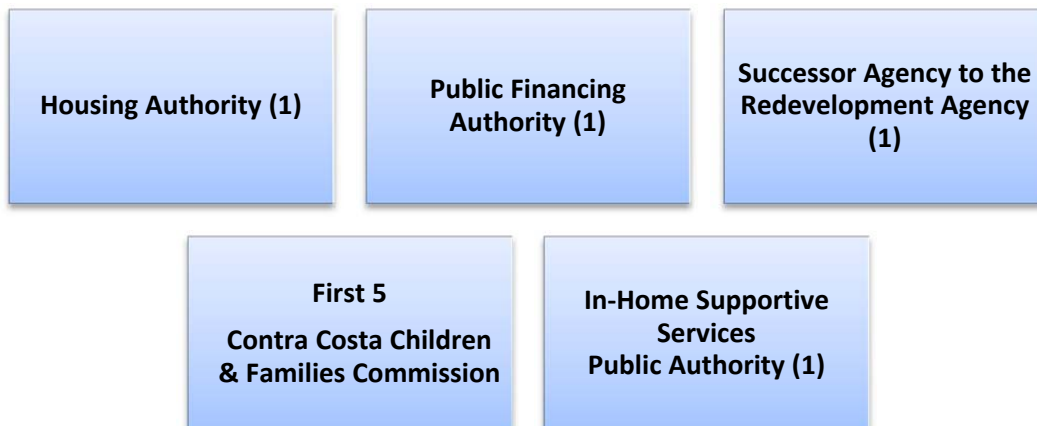 Housing Authority (1)
Public Financing
Authority (1)
Successor Agency to the
Redevelopment Agency
(1)
First 5
Contra Costa Children
& Families Commission
In-Home Supportive
Services
Public Authority (1)